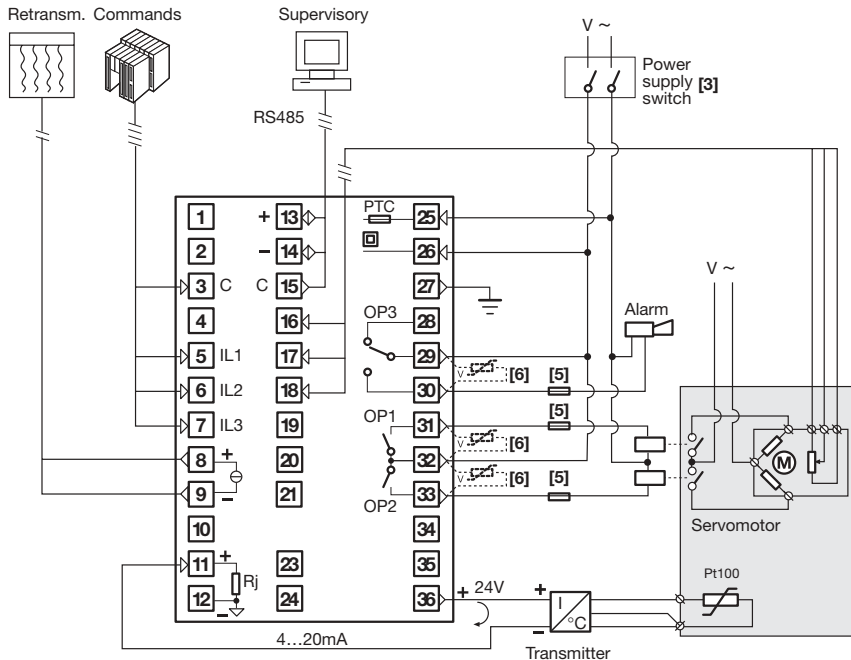 Retransm. Commands
Supervisory
V ~
Power
supply [3]
switch
RS485
PTC
1 + 13 25
2 - 14 26
3 C C 15 27
V ~
OP3
Alarm
4 16 28
5 IL1 17 29
V [6] [5]
6 IL2 18 30
[5]
7 IL3 19 OP1 31
V [6]
8 + 20 32
V [6] [5]
M
9 - 21 OP2 33
Servomotor
10 34
11 + 23 35
Rj
Pt100
12 - 24 36 + 24V + I
°C
-
4...20mA
Transmitter